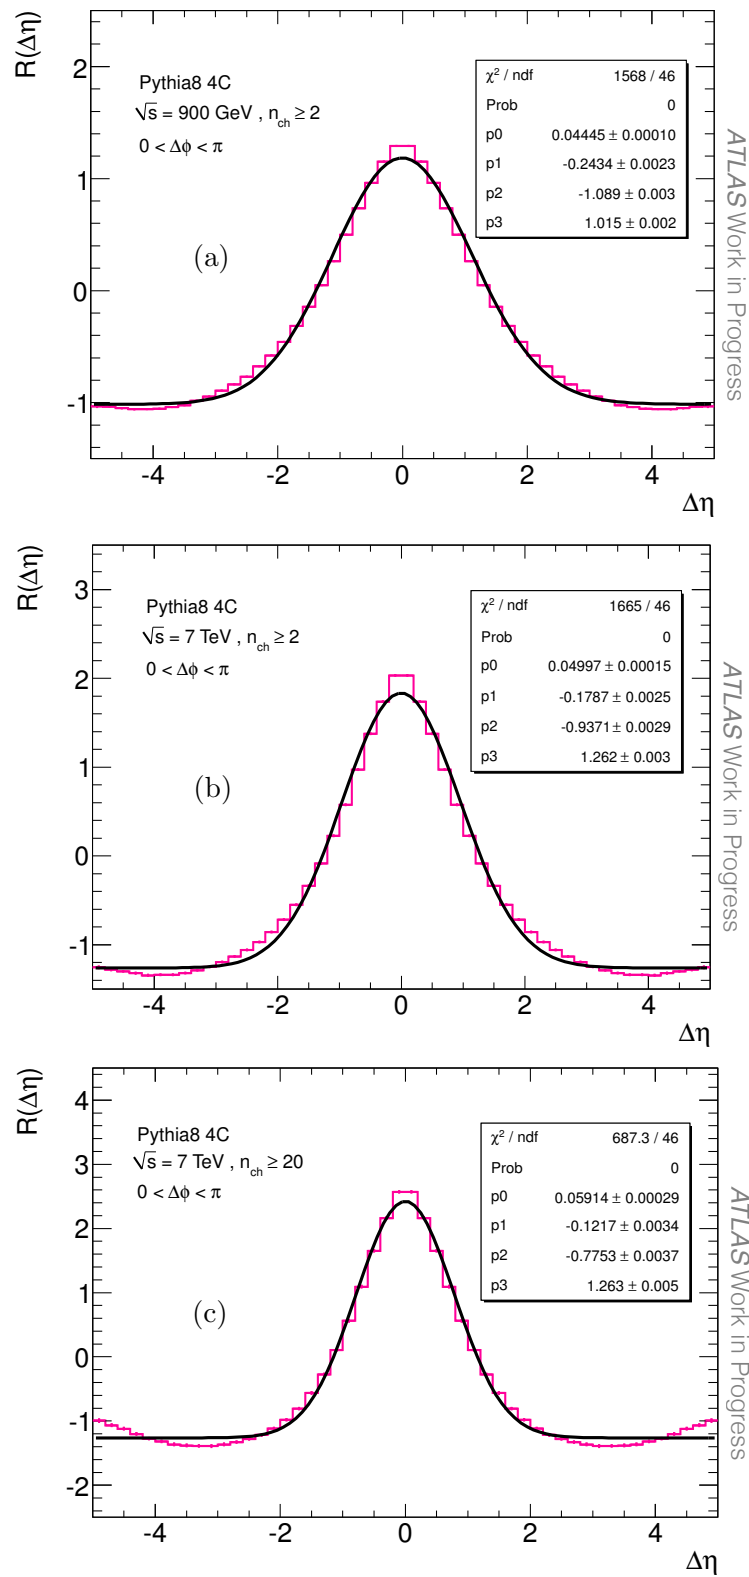 R(Δη)
2
1
0
-1
Pythia8 4C
√s = 900 GeV , n_ch ≥ 2
0 < Δϕ < π
χ² / ndf 1568 / 46
Prob 0
p0 0.04445 ± 0.00010
p1 -0.2434 ± 0.0023
p2 -1.089 ± 0.003
p3 1.015 ± 0.002
(a)
ATLAS Work in Progress
-4 -2 0 2 4
Δη
R(Δη)
3
2
1
0
-1
Pythia8 4C
√s = 7 TeV , n_ch ≥ 2
0 < Δϕ < π
χ² / ndf 1665 / 46
Prob 0
p0 0.04997 ± 0.00015
p1 -0.1787 ± 0.0025
p2 -0.9371 ± 0.0029
p3 1.262 ± 0.003
(b)
ATLAS Work in Progress
-4 -2 0 2 4
Δη
R(Δη)
4
3
2
1
0
-1
-2
Pythia8 4C
√s = 7 TeV , n_ch ≥ 20
0 < Δϕ < π
χ² / ndf 687.3 / 46
Prob 0
p0 0.05914 ± 0.00029
p1 -0.1217 ± 0.0034
p2 -0.7753 ± 0.0037
p3 1.263 ± 0.005
(c)
ATLAS Work in Progress
-4 -2 0 2 4
Δη